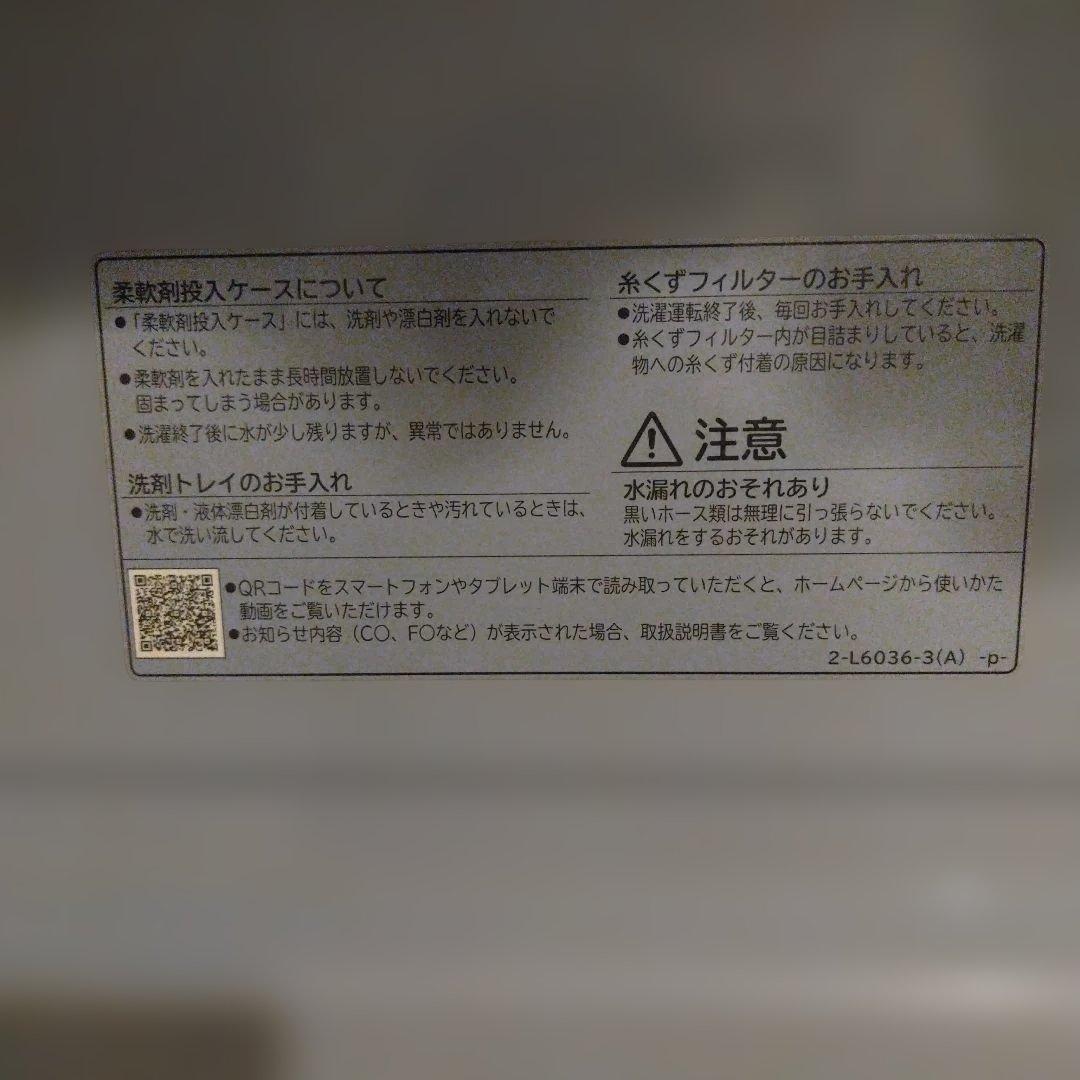 柔軟剤投入ケースについて
●「柔軟剤投入ケース」には、洗剤や漂白剤を入れないで
ください。
●柔軟剤を入れたまま長時間放置しないでください。
固まってしまう場合があります。
●洗濯終了後に水が少し残りますが、異常ではありません。
洗剤トレイのお手入れ
●洗剤・液体漂白剤が付着しているときや汚れているときは、
水で洗い流してください。
糸くずフィルターのお手入れ
●洗濯運転終了後、毎回お手入れしてください。
●糸くずフィルター内が目詰まりしていると、洗濯
物への糸くず付着の原因になります。
注意
水漏れのおそれあり
黒いホース類は無理に引っ張らないでください。
水漏れをするおそれがあります。
●QRコードをスマートフォンやタブレット端末で読み取っていただくと、ホームページから使いかた
動画をご覧いただけます。
●お知らせ内容（CO、FOなど）が表示された場合、取扱説明書をご覧ください。
2-L6036-3(A) -p-